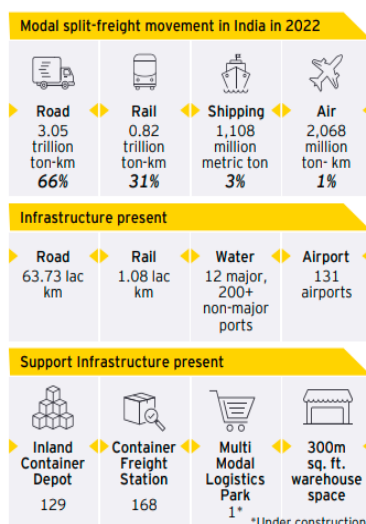 Modal split-freight movement in India in 2022
Road
3.05
trillion
ton-km
66%
Rail
0.82
trillion
ton-km
31%
Shipping
1,108
million
metric ton
3%
Air
2,068
million
ton- km
1%
Infrastructure present
Road
63.73 lac
km
Rail
1.08 lac
km
Water
12 major,
200+
non-major
ports
Airport
131
airports
Support Infrastructure present
Inland
Container
Depot
129
Container
Freight
Station
168
Multi
Modal
Logistics
Park
1*
300m
sq. ft.
warehouse
space
*Under construction